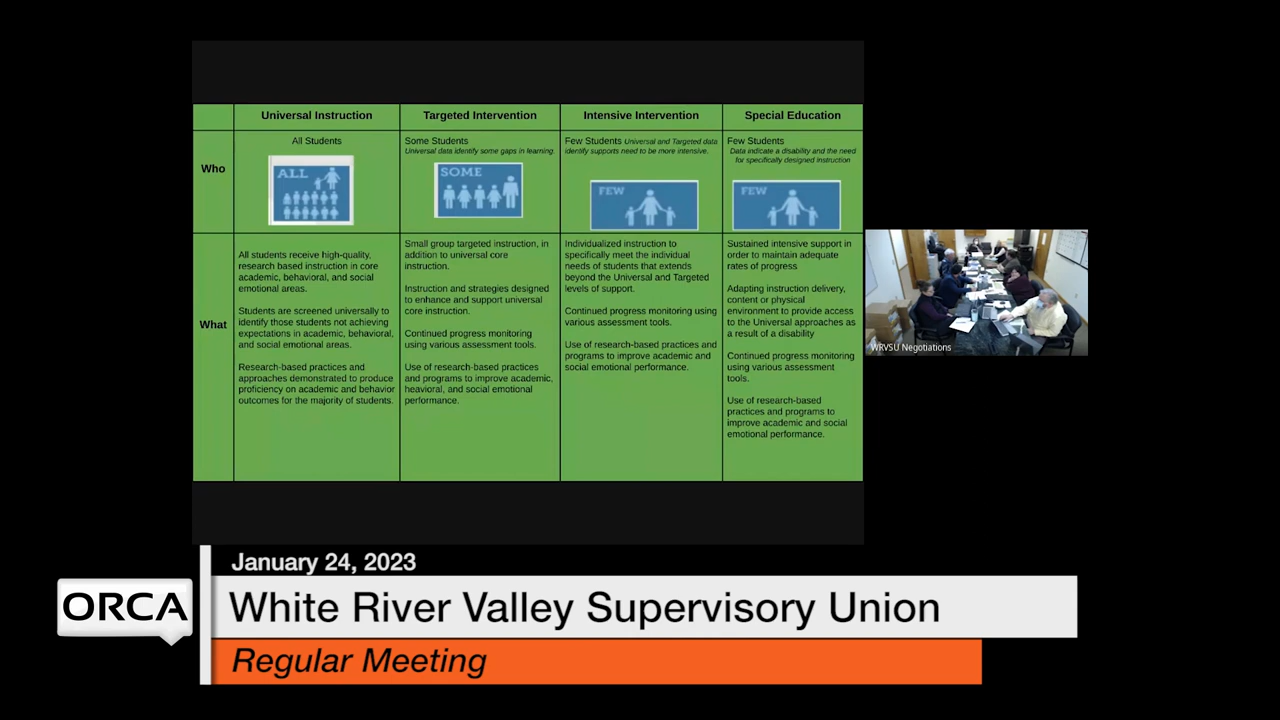 Universal Instruction
Targeted Intervention
Intensive Intervention
Special Education
Who
All Students
ALL
Some Students
Universal data identify some gaps in learning.
SOME
Few Students Universal and Targeted data
identify supports need to be more intensive.
FEW
Few Students
Data indicate a disability and the need
for specifically designed instruction
FEW
What
All students receive high-quality,
research based instruction in core
academic, behavioral, and social
emotional areas.
Students are screened universally to
identify those students not achieving
expectations in academic, behavioral,
and social emotional areas.
Research-based practices and
approaches demonstrated to produce
proficiency on academic and behavior
outcomes for the majority of students.
Small group targeted instruction, in
addition to universal core
instruction.
Instruction and strategies designed
to enhance and support universal
core instruction.
Continued progress monitoring
using various assessment tools.
Use of research-based practices
and programs to improve academic,
heavioral, and social emotional
performance.
Individualized instruction to
specifically meet the individual
needs of students that extends
beyond the Universal and Targeted
levels of support.
Continued progress monitoring using
various assessment tools.
Use of research-based practices and
programs to improve academic and
social emotional performance.
Sustained intensive support in
order to maintain adequate
rates of progress
Adapting instruction delivery,
content or physical
environment to provide access
to the Universal approaches as
a result of a disability
Continued progress monitoring
using various assessment
tools.
Use of research-based
practices and programs to
improve academic and social
emotional performance.
WRVSU Negotiations
January 24, 2023
ORCA
White River Valley Supervisory Union
Regular Meeting